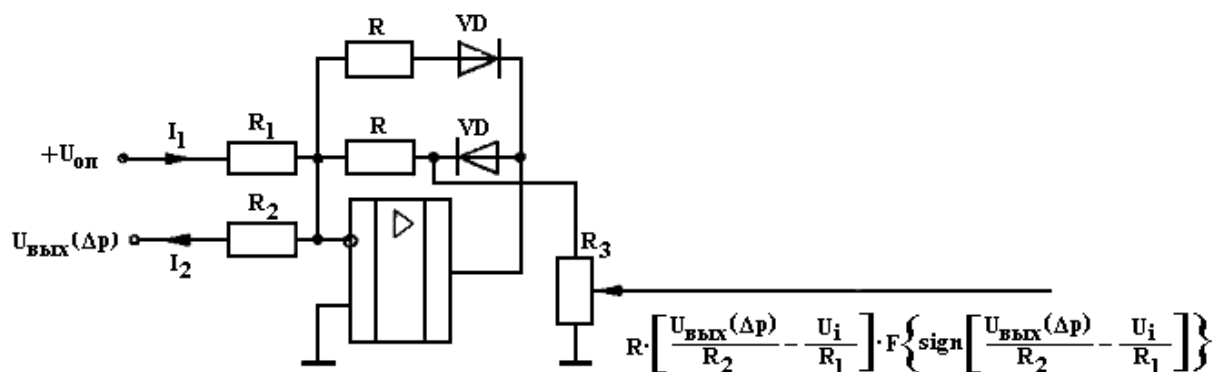 R VD
I1 R1 R VD
+Uоп
R2
Uвых(Δp)
I2
R3
R·[Uвых(Δp)/R2 − Ui/R1]·F{sign[Uвых(Δp)/R2 − Ui/R1]}